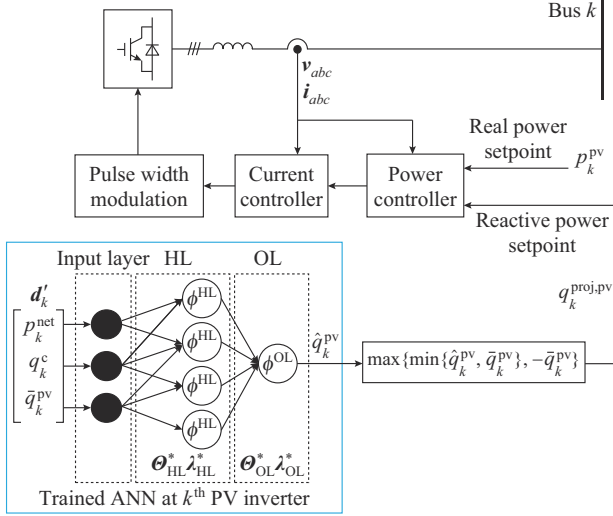 Bus k
v_abc
i_abc
Real power
setpoint
p_k^pv
Pulse width
modulation
Current
controller
Power
controller
Reactive power
setpoint
Input layer
HL
OL
d′_k
q_k^proj,pv
p_k^net
q_k^c
q̄_k^pv
ϕ^HL
ϕ^HL
ϕ^HL
ϕ^HL
ϕ^OL
q̂_k^pv
max{min{q̂_k^pv, q̄_k^pv}, −q̄_k^pv}
Θ*_HL λ*_HL
Θ*_OL λ*_OL
Trained ANN at k^th PV inverter